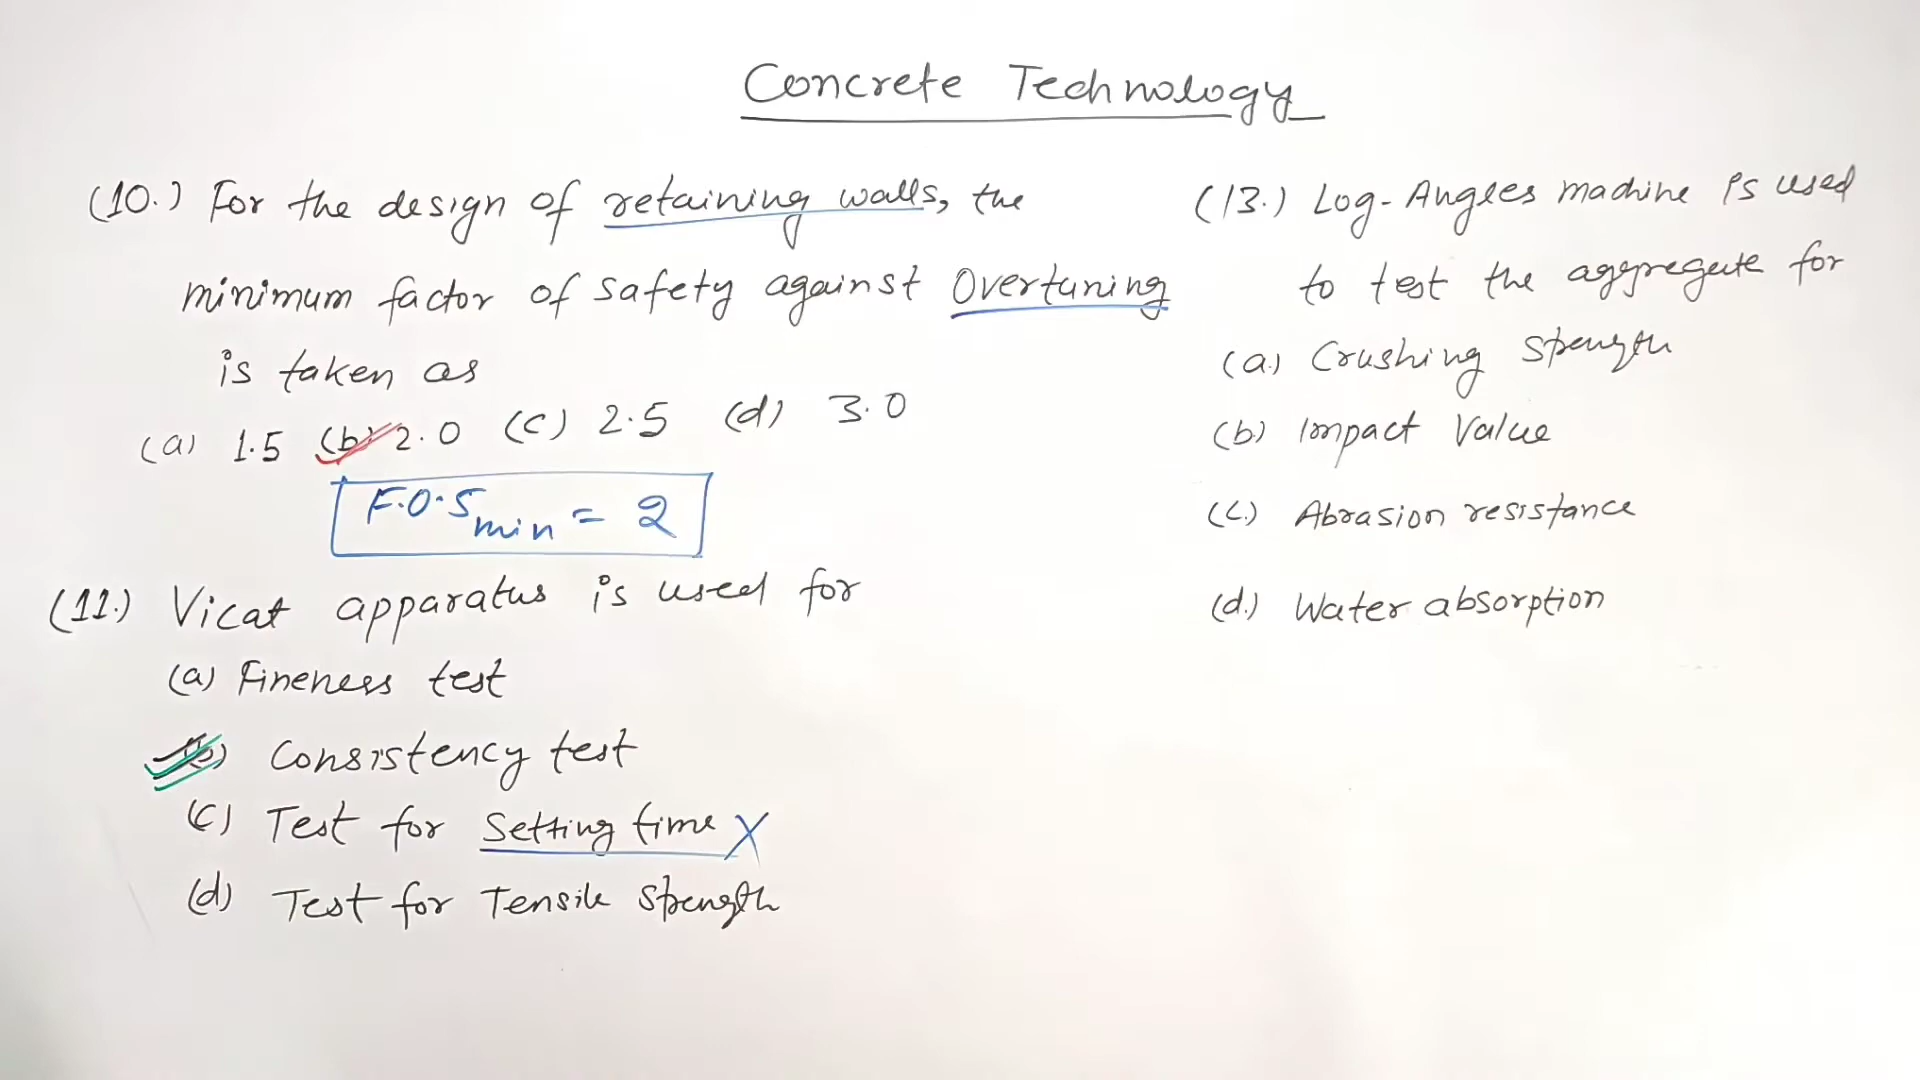 Concrete Technology
(10.) For the design of retaining walls, the
minimum factor of safety against Overtuning
is taken as
(a) 1.5 (b) 2.0 (c) 2.5 (d) 3.0
F.O.S min = 2
(11.) Vicat apparatus is used for
(a) Fineness test
(b) Consistency test
(c) Test for Setting time X
(d) Test for Tensile Strength
(13.) Log-Angles machine is used
to test the aggregate for
(a.) Crushing Strength
(b) Impact Value
(c.) Abrasion resistance
(d.) Water absorption